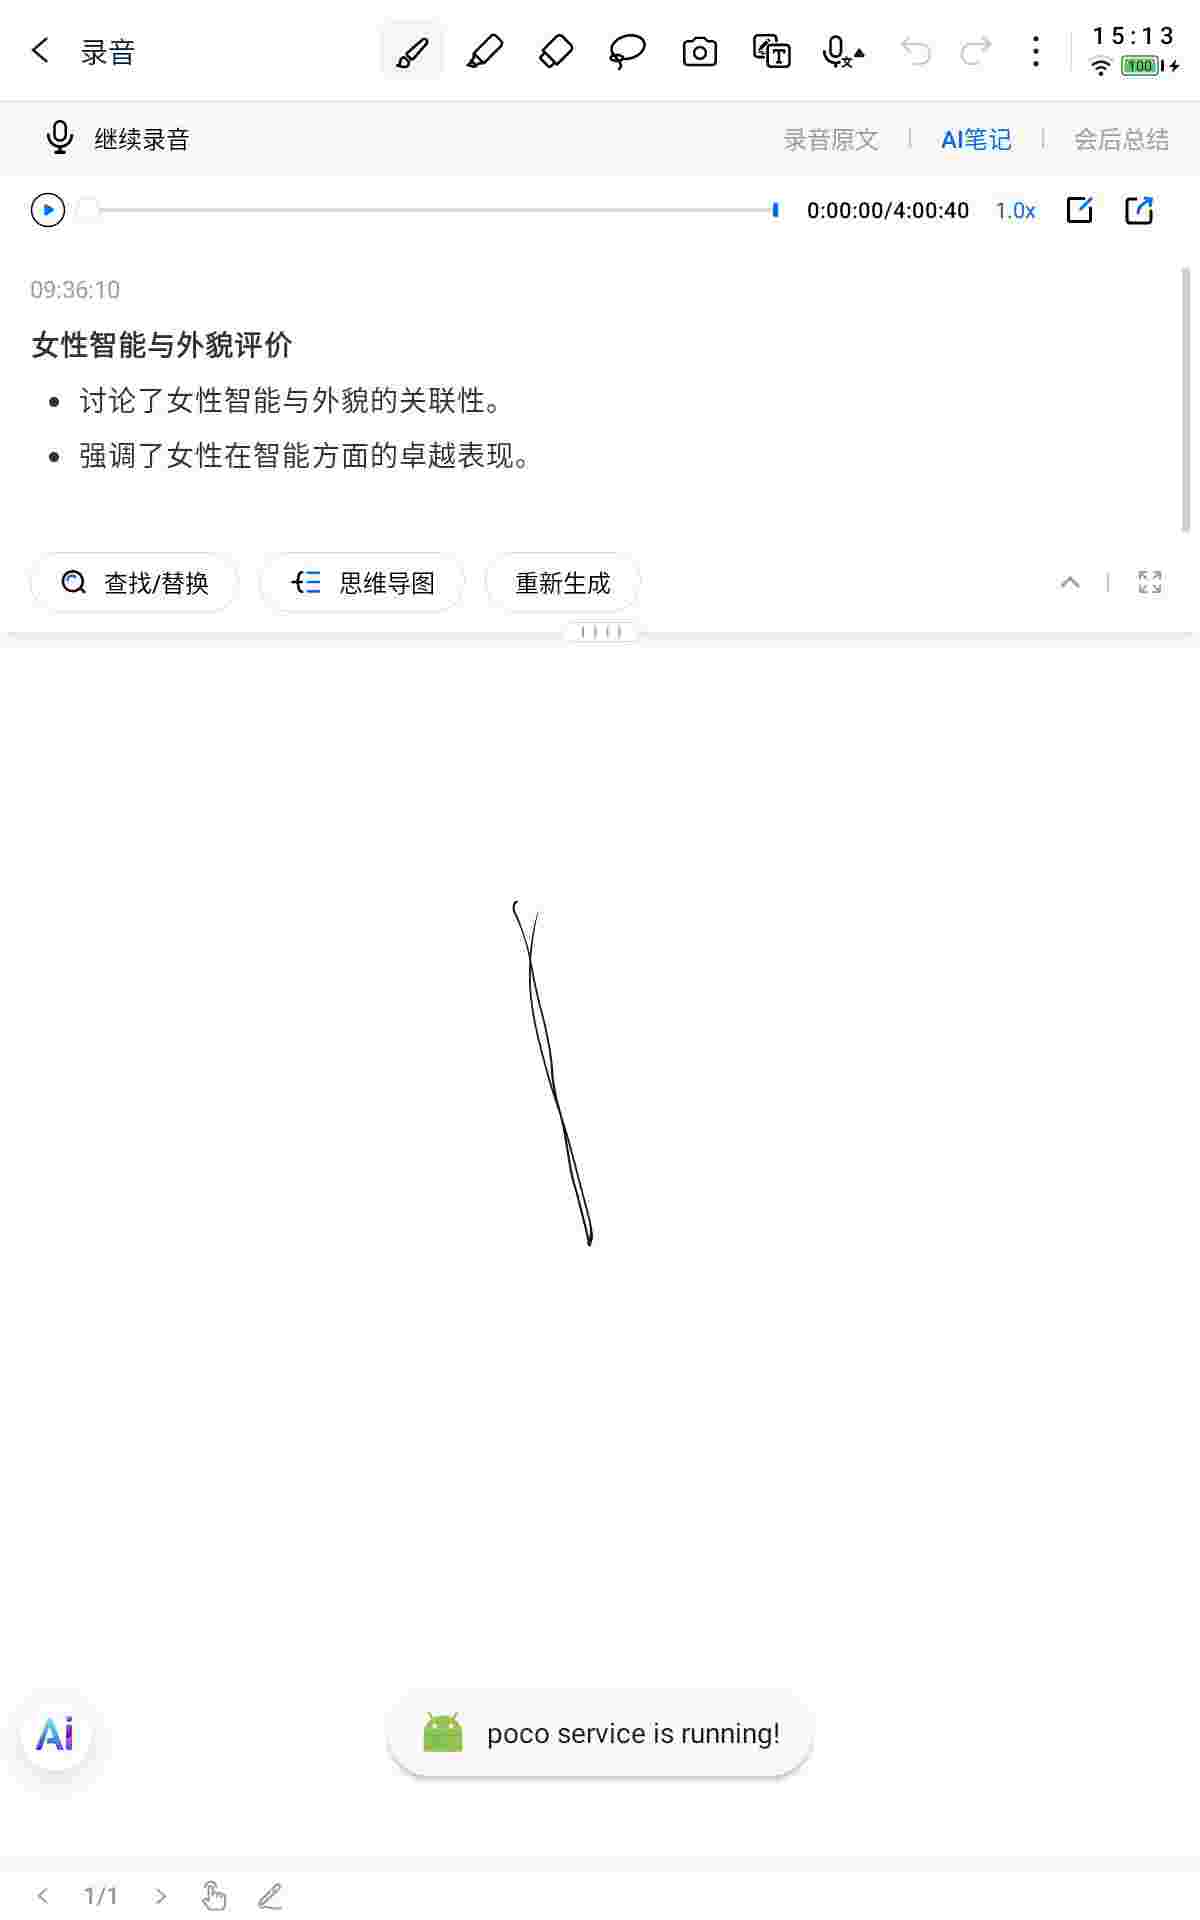 录音
15:13
100
继续录音
录音原文
AI笔记
会后总结
0:00:00/4:00:40
1.0x
09:36:10
女性智能与外貌评价
讨论了女性智能与外貌的关联性。
强调了女性在智能方面的卓越表现。
查找/替换
思维导图
重新生成
Ai
poco service is running!
1/1